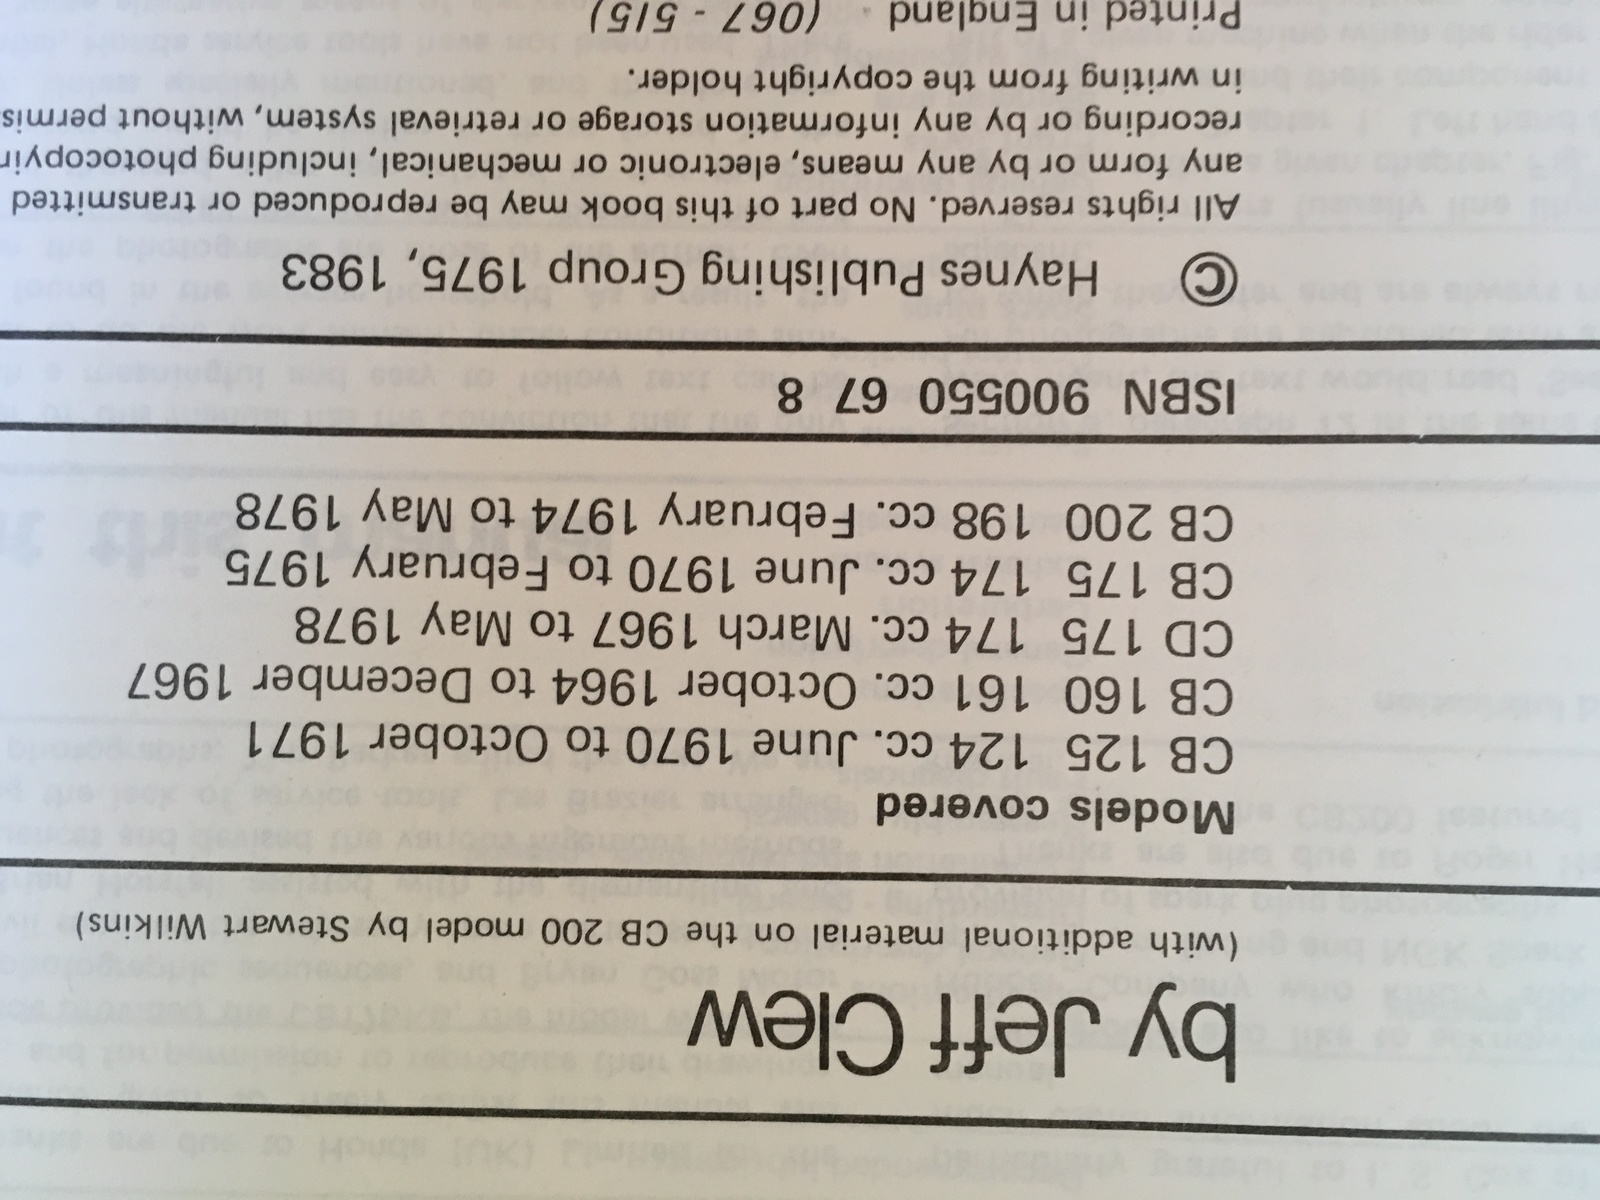 by Jeff Clew
(with additional material on the CB 200 model by Stewart Wilkins)
Models covered
CB 125 124 cc. June 1970 to October 1971
CB 160 161 cc. October 1964 to December 1967
CD 175 174 cc. March 1967 to May 1978
CB 175 174 cc. June 1970 to February 1975
CB 200 198 cc. February 1974 to May 1978
ISBN 900550 67 8
© Haynes Publishing Group 1975, 1983
All rights reserved. No part of this book may be reproduced or transmitted
any form or by any means, electronic or mechanical, including photocopyin
recording or by any information storage or retrieval system, without permis
in writing from the copyright holder.
Printed in England (067 - 5I5)